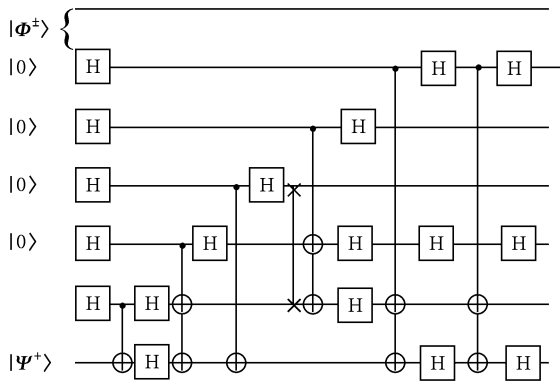 |Φ±⟩
|0⟩ H H H
|0⟩ H H
|0⟩ H H
|0⟩ H H H H H
H H H
|Ψ+⟩ H H H